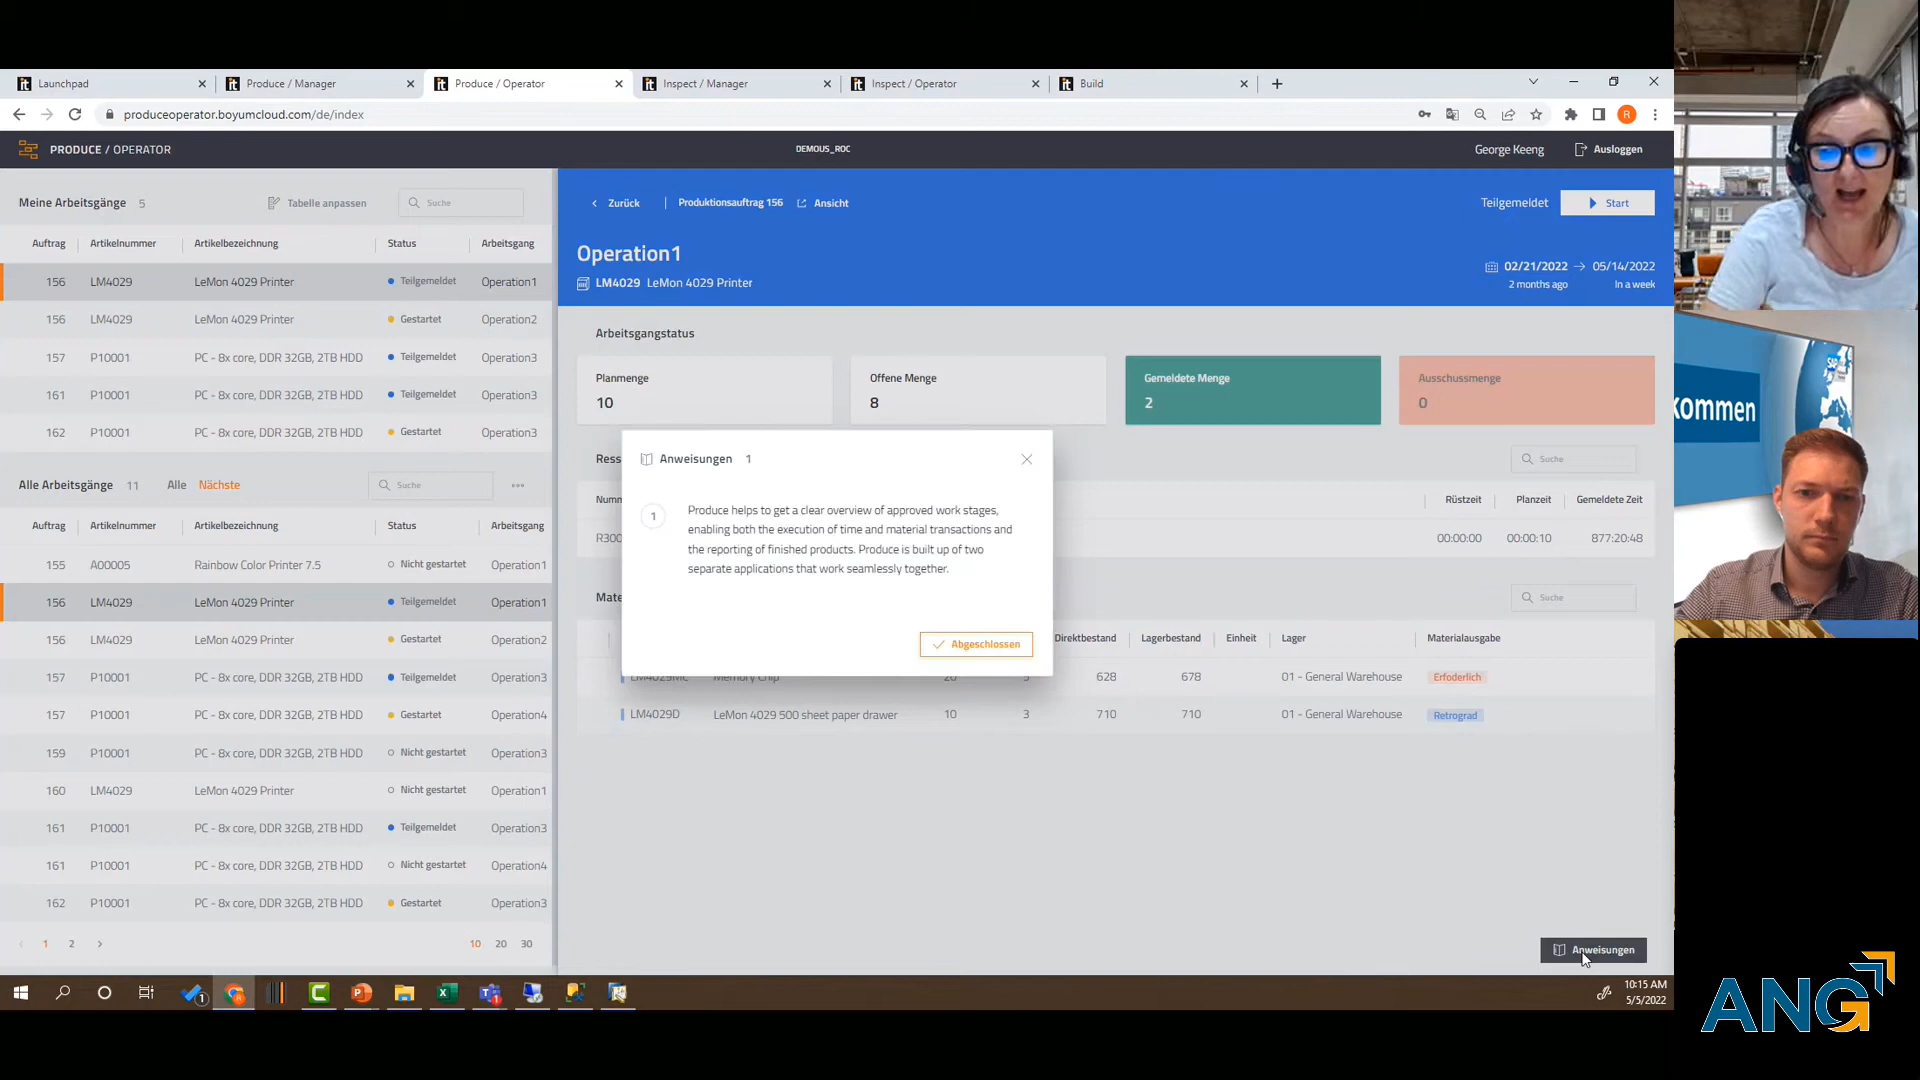 Launchpad
Produce / Manager
Produce / Operator
Inspect / Manager
Inspect / Operator
Build
produceoperator.boyumcloud.com/de/index
R
PRODUCE / OPERATOR
DEMOUS_ROC
George Keeng
Ausloggen
Meine Arbeitsgänge 5
Tabelle anpassen
Suche
Auftrag Artikelnummer Artikelbezeichnung Status Arbeitsgang
156 LM4029 LeMon 4029 Printer Teilgemeldet Operation1
156 LM4029 LeMon 4029 Printer Gestartet Operation2
157 P10001 PC - 8x core, DDR 32GB, 2TB HDD Teilgemeldet Operation3
161 P10001 PC - 8x core, DDR 32GB, 2TB HDD Teilgemeldet Operation3
162 P10001 PC - 8x core, DDR 32GB, 2TB HDD Gestartet Operation3
Alle Arbeitsgänge 11 Alle Nächste
Suche
Auftrag Artikelnummer Artikelbezeichnung Status Arbeitsgang
155 A00005 Rainbow Color Printer 7.5 Nicht gestartet Operation1
156 LM4029 LeMon 4029 Printer Teilgemeldet Operation1
156 LM4029 LeMon 4029 Printer Gestartet Operation2
157 P10001 PC - 8x core, DDR 32GB, 2TB HDD Teilgemeldet Operation3
157 P10001 PC - 8x core, DDR 32GB, 2TB HDD Gestartet Operation4
159 P10001 PC - 8x core, DDR 32GB, 2TB HDD Nicht gestartet Operation3
160 LM4029 LeMon 4029 Printer Nicht gestartet Operation1
161 P10001 PC - 8x core, DDR 32GB, 2TB HDD Teilgemeldet Operation3
161 P10001 PC - 8x core, DDR 32GB, 2TB HDD Nicht gestartet Operation4
162 P10001 PC - 8x core, DDR 32GB, 2TB HDD Gestartet Operation3
1 2
10 20 30
Zurück | Produktionsauftrag 156 Ansicht
Teilgemeldet
Start
Operation1
LM4029 LeMon 4029 Printer
02/21/2022 → 05/14/2022
2 months ago In a week
Arbeitsgangstatus
Planmenge
10
Offene Menge
8
Gemeldete Menge
2
Ausschussmenge
0
Ress
Suche
Numm
Rüstzeit Planzeit Gemeldete Zeit
R300
00:00:00 00:00:10 877:20:48
Anweisungen 1
1
Produce helps to get a clear overview of approved work stages,
enabling both the execution of time and material transactions and
the reporting of finished products. Produce is built up of two
separate applications that work seamlessly together.
Abgeschlossen
Mate
Suche
Direktbestand Lagerbestand Einheit Lager Materialausgabe
LM4029MC Memory Chip 20 5 628 678 01 - General Warehouse Erfoderlich
LM4029D LeMon 4029 500 sheet paper drawer 10 3 710 710 01 - General Warehouse Retrograd
Anweisungen
10:15 AM
5/5/2022
kommen
ANG